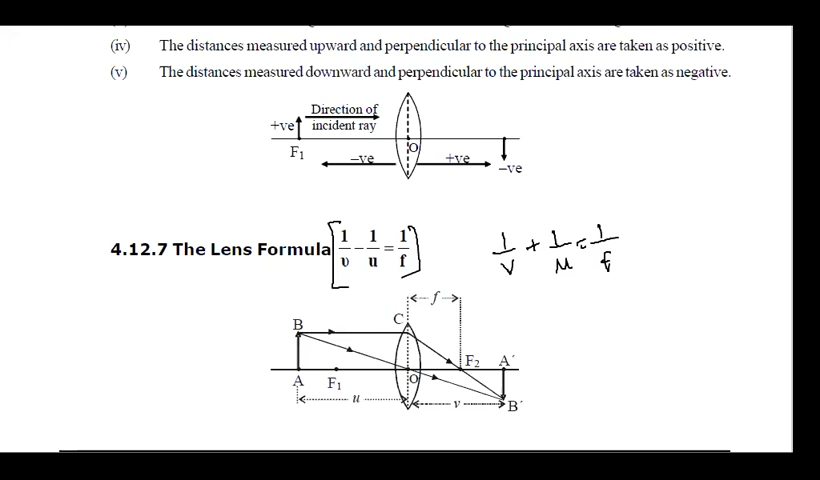 (iv) The distances measured upward and perpendicular to the principal axis are taken as positive.
(v) The distances measured downward and perpendicular to the principal axis are taken as negative.
Direction of
+ve incident ray
F₁ −ve O +ve −ve
4.12.7 The Lens Formula [1/υ − 1/u = 1/f] 1/v + 1/u = 1/f
f
B C
F₂ A´
A F₁ O
u v B´